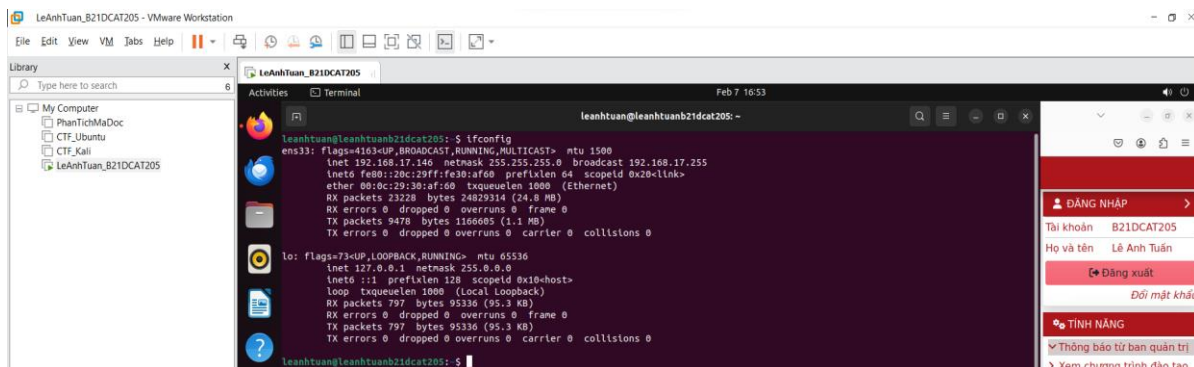 LeAnhTuan_B21DCAT205 - VMware Workstation
File Edit View VM Tabs Help
Library X
Type here to search
My Computer
PhanTichMaDoc
CTF_Ubuntu
CTF_Kali
LeAnhTuan_B21DCAT205
LeAnhTuan_B21DCAT205
Activities Terminal Feb 7 16:53
leanhtuan@leanhtuanb21dcat205: ~
leanhtuan@leanhtuanb21dcat205:~$ ifconfig
ens33: flags=4163<UP,BROADCAST,RUNNING,MULTICAST> mtu 1500
inet 192.168.17.146 netmask 255.255.255.0 broadcast 192.168.17.255
inet6 fe80::20c:29ff:fe30:af60 prefixlen 64 scopeid 0x20<link>
ether 00:0c:29:30:af:60 txqueuelen 1000 (Ethernet)
RX packets 23228 bytes 24829314 (24.8 MB)
RX errors 0 dropped 0 overruns 0 frame 0
TX packets 9478 bytes 1166605 (1.1 MB)
TX errors 0 dropped 0 overruns 0 carrier 0 collisions 0
lo: flags=73<UP,LOOPBACK,RUNNING> mtu 65536
inet 127.0.0.1 netmask 255.0.0.0
inet6 ::1 prefixlen 128 scopeid 0x10<host>
loop txqueuelen 1000 (Local Loopback)
RX packets 797 bytes 95336 (95.3 KB)
RX errors 0 dropped 0 overruns 0 frame 0
TX packets 797 bytes 95336 (95.3 KB)
TX errors 0 dropped 0 overruns 0 carrier 0 collisions 0
leanhtuan@leanhtuanb21dcat205:~$
ĐĂNG NHẬP
Tài khoản B21DCAT205
Họ và tên Lê Anh Tuấn
Đăng xuất
Đổi mật khẩu
TÍNH NĂNG
Thông báo từ ban quản trị
Xem chương trình đào tạo